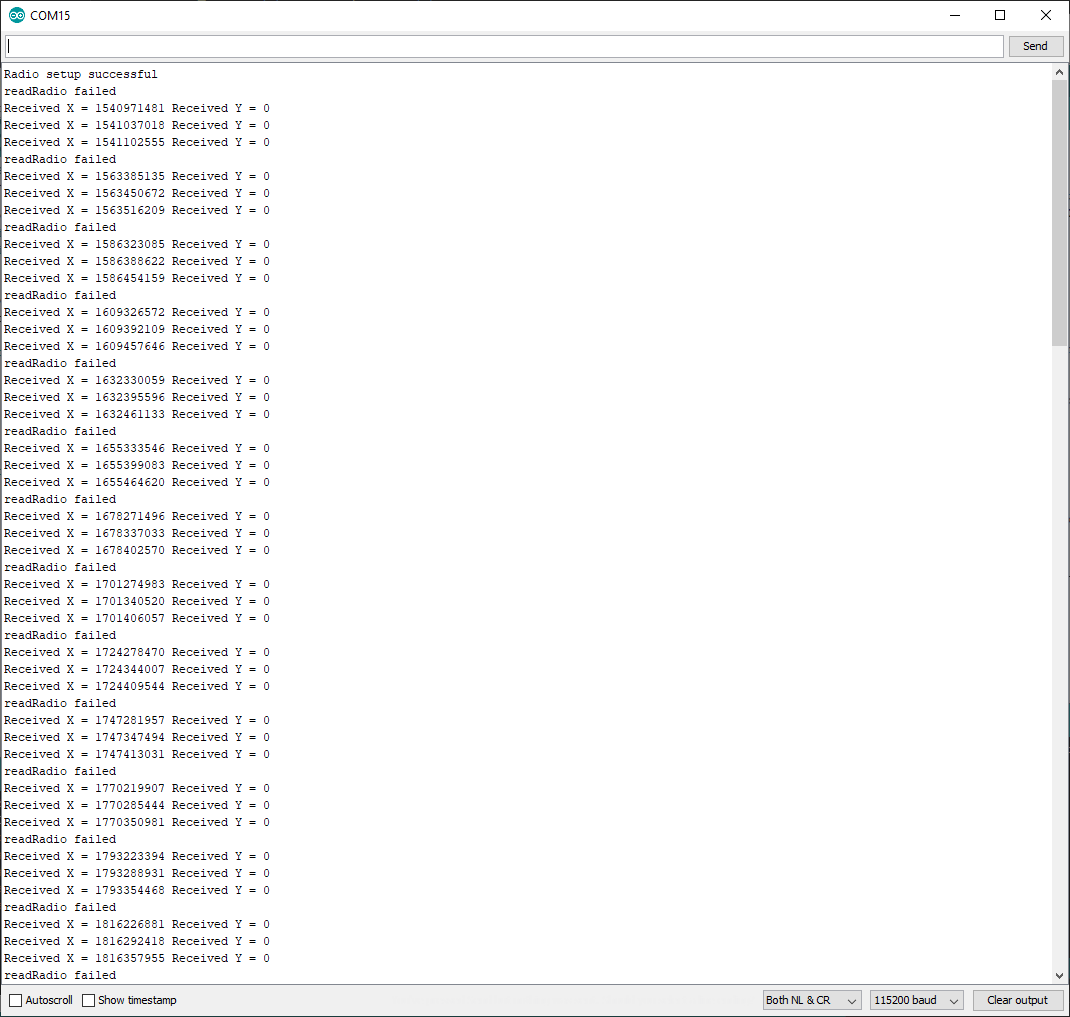 COM15
Send
Radio setup successful
readRadio failed
Received X = 1540971481 Received Y = 0
Received X = 1541037018 Received Y = 0
Received X = 1541102555 Received Y = 0
readRadio failed
Received X = 1563385135 Received Y = 0
Received X = 1563450672 Received Y = 0
Received X = 1563516209 Received Y = 0
readRadio failed
Received X = 1586323085 Received Y = 0
Received X = 1586388622 Received Y = 0
Received X = 1586454159 Received Y = 0
readRadio failed
Received X = 1609326572 Received Y = 0
Received X = 1609392109 Received Y = 0
Received X = 1609457646 Received Y = 0
readRadio failed
Received X = 1632330059 Received Y = 0
Received X = 1632395596 Received Y = 0
Received X = 1632461133 Received Y = 0
readRadio failed
Received X = 1655333546 Received Y = 0
Received X = 1655399083 Received Y = 0
Received X = 1655464620 Received Y = 0
readRadio failed
Received X = 1678271496 Received Y = 0
Received X = 1678337033 Received Y = 0
Received X = 1678402570 Received Y = 0
readRadio failed
Received X = 1701274983 Received Y = 0
Received X = 1701340520 Received Y = 0
Received X = 1701406057 Received Y = 0
readRadio failed
Received X = 1724278470 Received Y = 0
Received X = 1724344007 Received Y = 0
Received X = 1724409544 Received Y = 0
readRadio failed
Received X = 1747281957 Received Y = 0
Received X = 1747347494 Received Y = 0
Received X = 1747413031 Received Y = 0
readRadio failed
Received X = 1770219907 Received Y = 0
Received X = 1770285444 Received Y = 0
Received X = 1770350981 Received Y = 0
readRadio failed
Received X = 1793223394 Received Y = 0
Received X = 1793288931 Received Y = 0
Received X = 1793354468 Received Y = 0
readRadio failed
Received X = 1816226881 Received Y = 0
Received X = 1816292418 Received Y = 0
Received X = 1816357955 Received Y = 0
readRadio failed
Autoscroll Show timestamp Both NL & CR 115200 baud Clear output